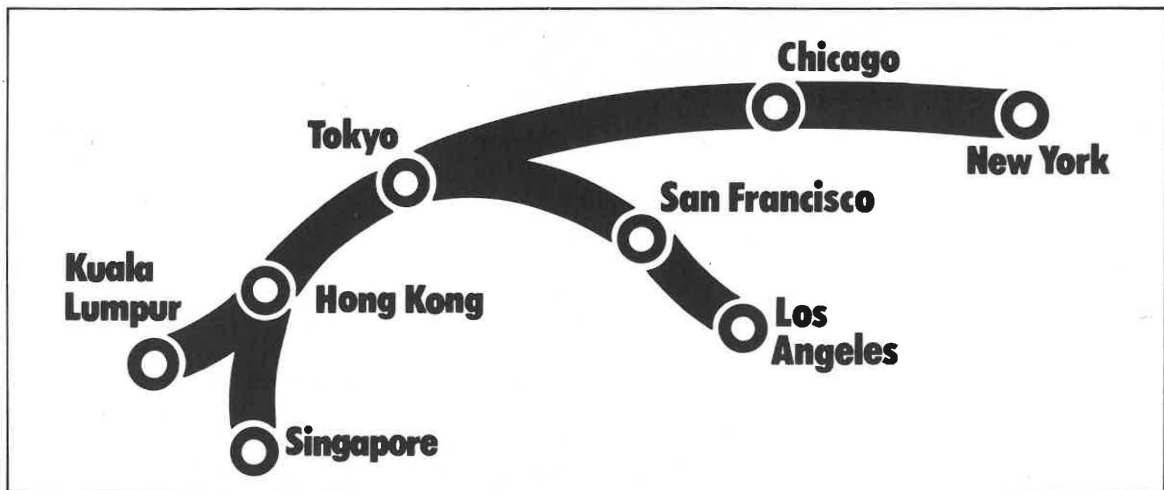 Chicago
Tokyo
New York
San Francisco
Kuala
Lumpur
Hong Kong
Los
Angeles
Singapore